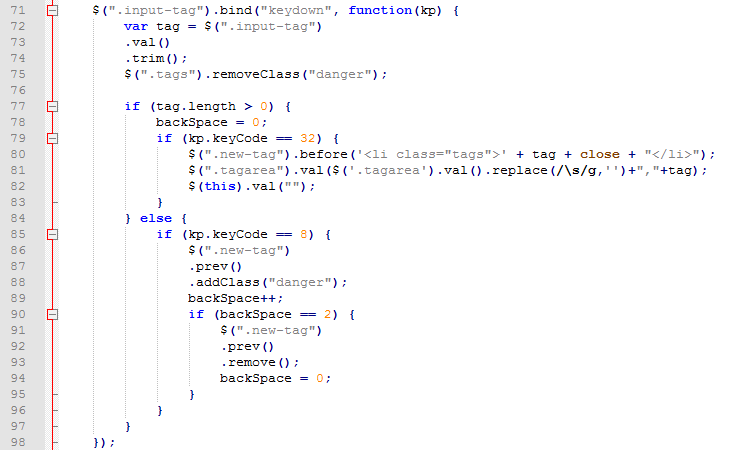 71 $(".input-tag").bind("keydown", function(kp) {
72 var tag = $(".input-tag")
73 .val()
74 .trim();
75 $(".tags").removeClass("danger");
76
77 if (tag.length > 0) {
78 backSpace = 0;
79 if (kp.keyCode == 32) {
80 $(".new-tag").before('<li class="tags">' + tag + close + "</li>");
81 $(".tagarea").val($('.tagarea').val().replace(/\s/g,'')+","+tag);
82 $(this).val("");
83 }
84 } else {
85 if (kp.keyCode == 8) {
86 $(".new-tag")
87 .prev()
88 .addClass("danger");
89 backSpace++;
90 if (backSpace == 2) {
91 $(".new-tag")
92 .prev()
93 .remove();
94 backSpace = 0;
95 }
96 }
97 }
98 });